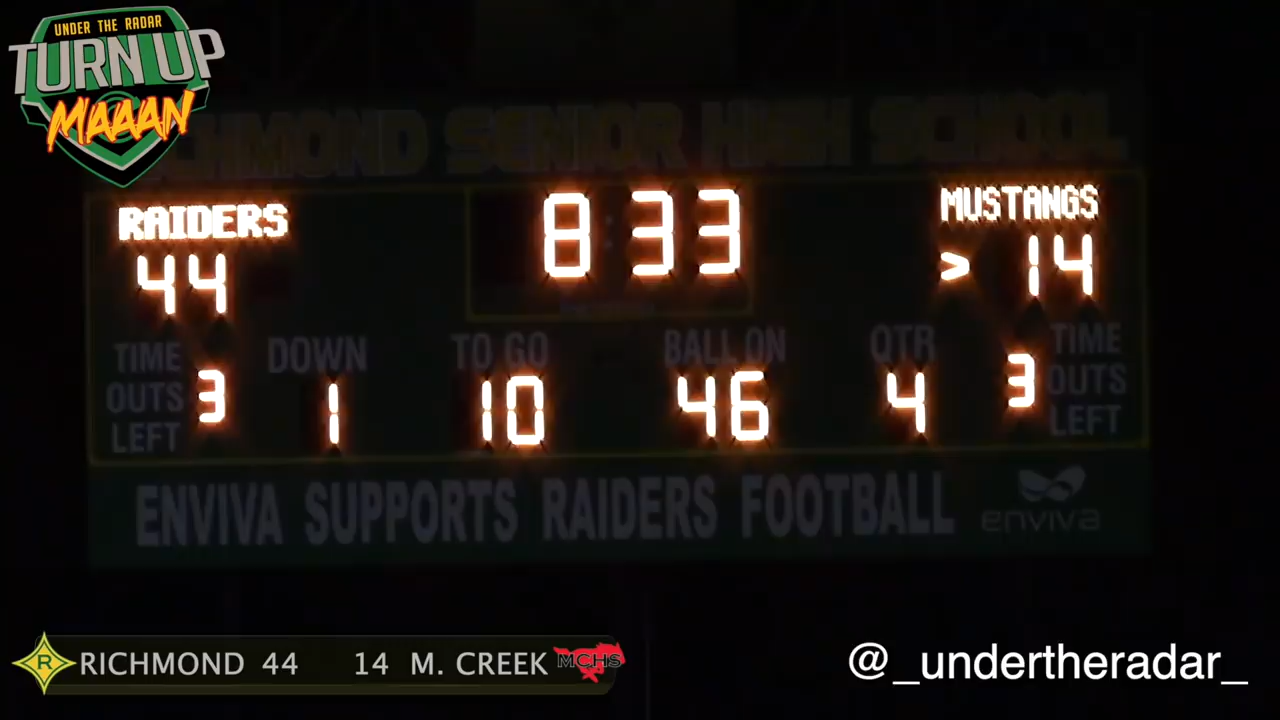 UNDER THE RADAR
TURN UP
MAAAN
RICHMOND SENIOR HIGH SCHOOL
RAIDERS
8:33
MUSTANGS
44
> 14
TIME OUTS LEFT 3
DOWN 1
TO GO 10
BALL ON 46
QTR 4
3 TIME OUTS LEFT
ENVIVA SUPPORTS RAIDERS FOOTBALL
enviva
R RICHMOND 44 14 M. CREEK MCHS
@_undertheradar_